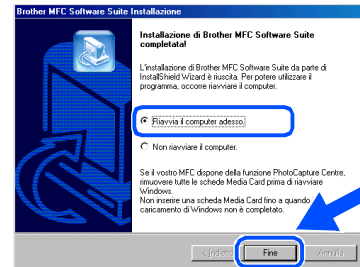 Brother MFC Software Suite Installazione
Installazione di Brother MFC Software Suite
completata!
L'installazione di Brother MFC Software Suite da parte di
InstallShield Wizard è riuscita. Per potere utilizzare il
programma, occorre riavviare il computer.
Riavvia il computer adesso.
Non riavviare il computer.
Se il vostro MFC dispone della funzione PhotoCapture Centre,
rimuovere tutte le schede Media Card prima di riavviare
Windows.
Non inserire una scheda Media Card fino a quando
caricamento di Windows non è completato.
< Indietro
Fine
Annulla